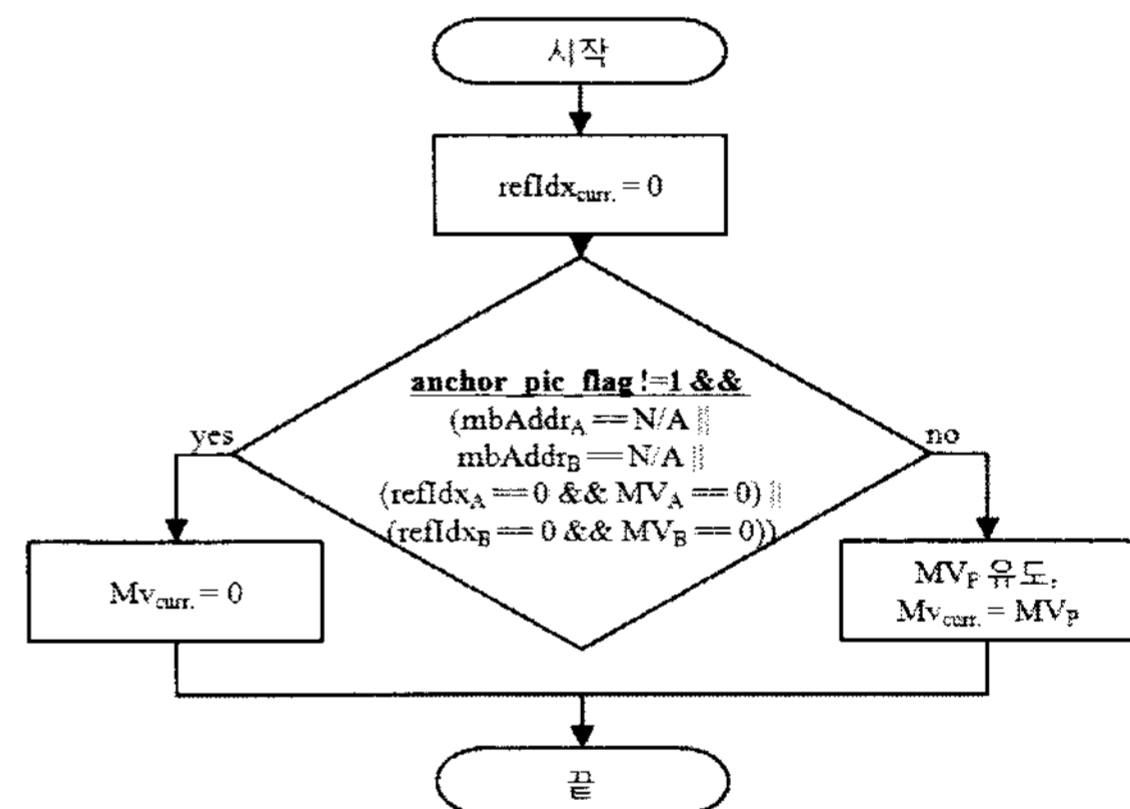 시작
refIdx_curr. = 0
anchor_pic_flag !=1 &&
(mbAddr_A == N/A ||
mbAddr_B == N/A ||
(refIdx_A == 0 && MV_A == 0) ||
(refIdx_B == 0 && MV_B == 0))
yes
no
Mv_curr. = 0
MV_P 유도,
Mv_curr. = MV_P
끝